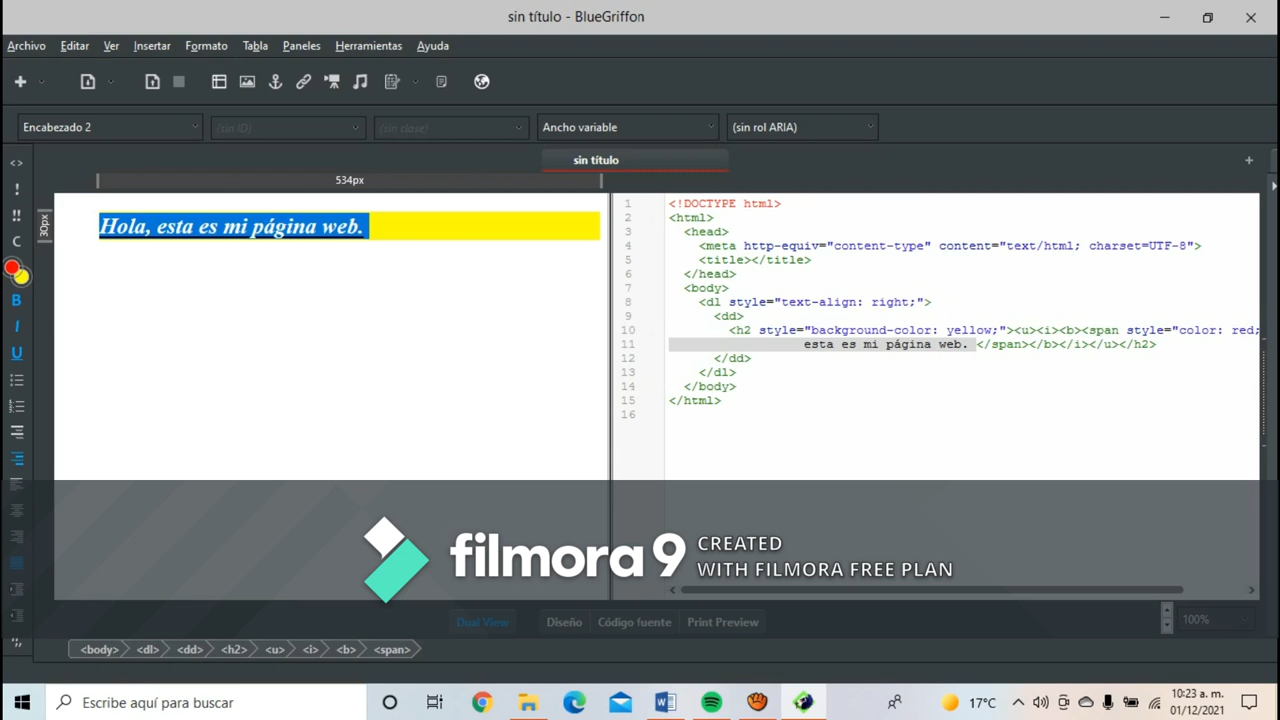 sin título - BlueGriffon
Archivo Editar Ver Insertar Formato Tabla Paneles Herramientas Ayuda
Encabezado 2 (sin ID) (sin clase) Ancho variable (sin rol ARIA)
sin título
534px
30px
Hola, esta es mi página web.
1 <!DOCTYPE html>
2 <html>
3 <head>
4 <meta http-equiv="content-type" content="text/html; charset=UTF-8">
5 <title></title>
6 </head>
7 <body>
8 <dl style="text-align: right;">
9 <dd>
10 <h2 style="background-color: yellow;"><u><i><b><span style="color: red;
11 esta es mi página web. </span></b></i></u></h2>
12 </dd>
13 </dl>
14 </body>
15 </html>
16
filmora9 CREATED
WITH FILMORA FREE PLAN
Dual View Diseño Código fuente Print Preview 100%
<body> <dl> <dd> <h2> <u> <i> <b> <span>
Escribe aquí para buscar
17°C
10:23 a. m.
01/12/2021